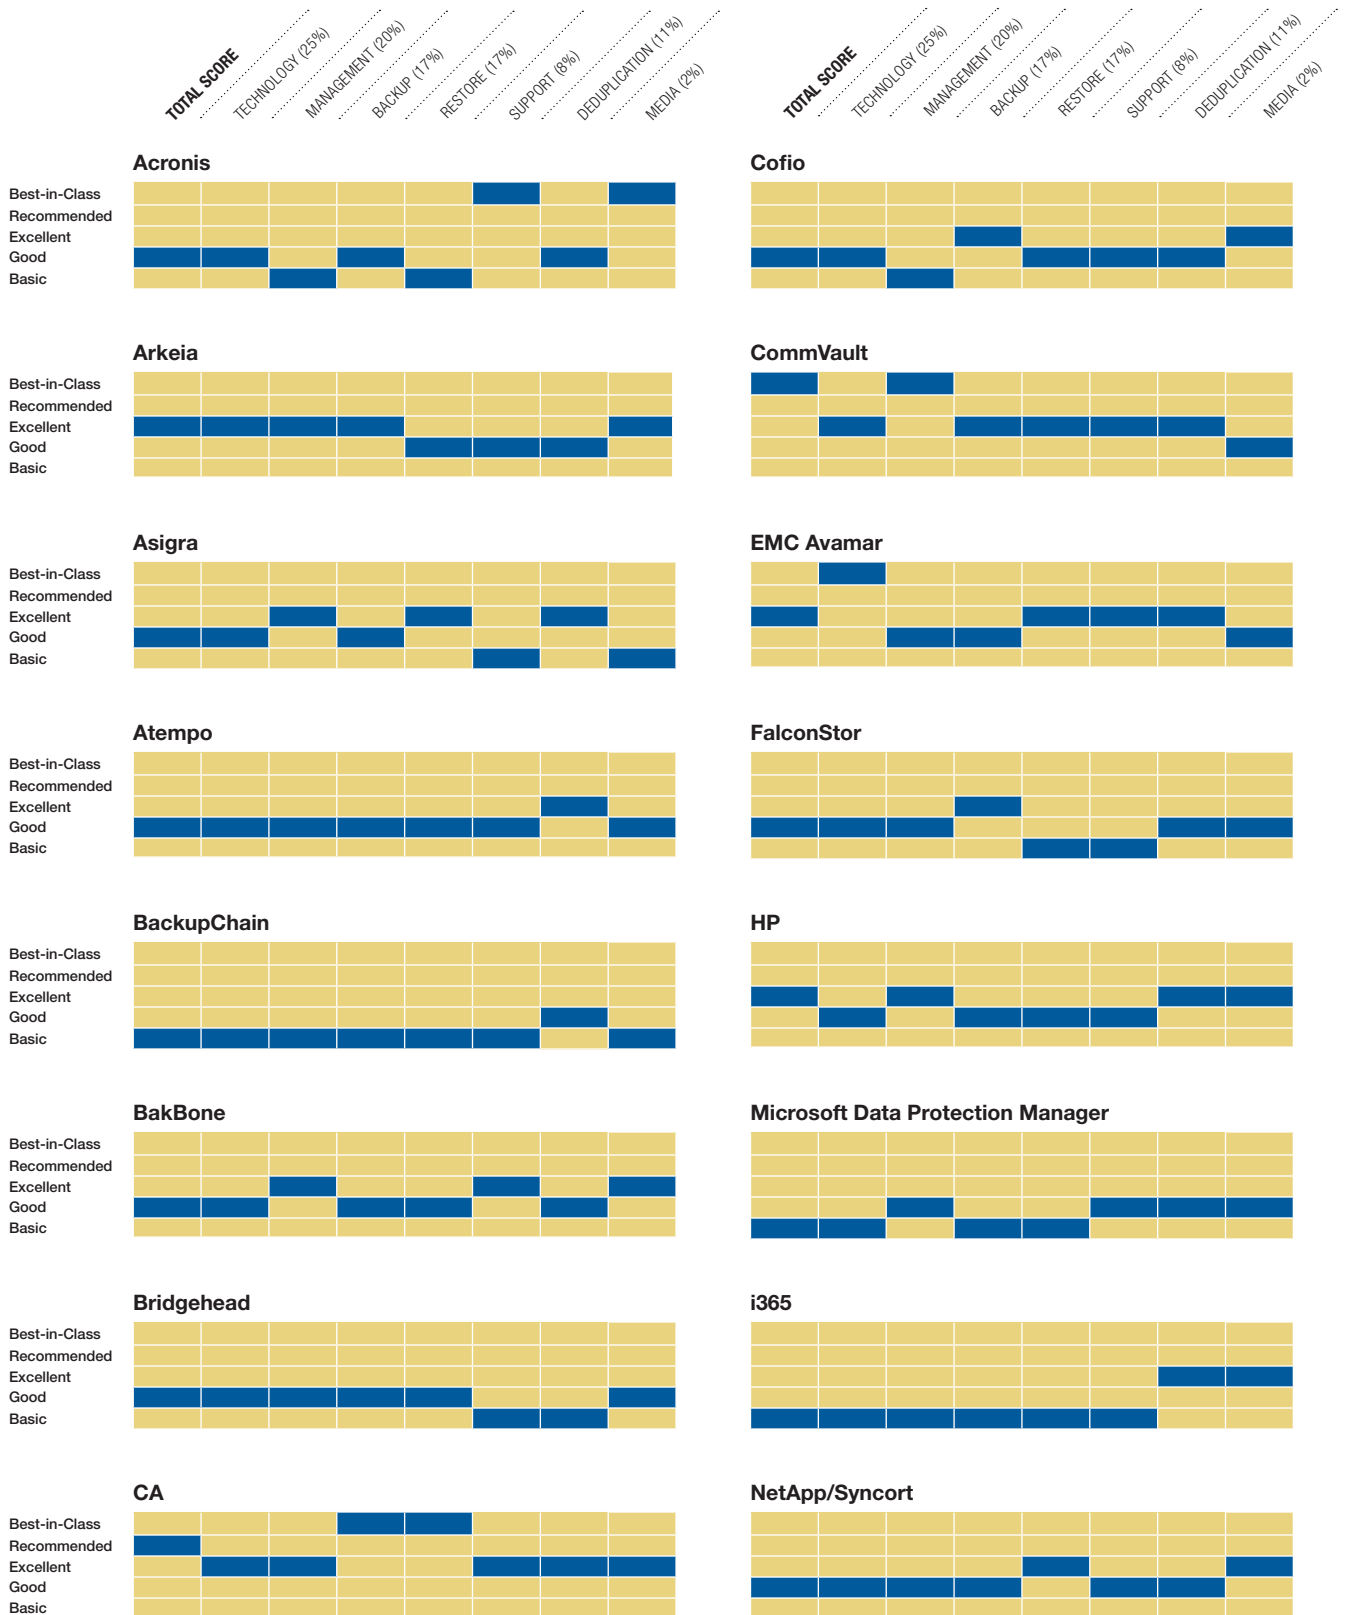 TOTAL SCORE
TECHNOLOGY (25%)
MANAGEMENT (20%)
BACKUP (17%)
RESTORE (17%)
SUPPORT (8%)
DEDUPLICATION (11%)
MEDIA (2%)
TOTAL SCORE
TECHNOLOGY (25%)
MANAGEMENT (20%)
BACKUP (17%)
RESTORE (17%)
SUPPORT (8%)
DEDUPLICATION (11%)
MEDIA (2%)
Acronis
Cofio
Best-in-Class
Recommended
Excellent
Good
Basic
Arkeia
CommVault
Best-in-Class
Recommended
Excellent
Good
Basic
Asigra
EMC Avamar
Best-in-Class
Recommended
Excellent
Good
Basic
Atempo
FalconStor
Best-in-Class
Recommended
Excellent
Good
Basic
BackupChain
HP
Best-in-Class
Recommended
Excellent
Good
Basic
BakBone
Microsoft Data Protection Manager
Best-in-Class
Recommended
Excellent
Good
Basic
Bridgehead
i365
Best-in-Class
Recommended
Excellent
Good
Basic
CA
NetApp/Syncort
Best-in-Class
Recommended
Excellent
Good
Basic